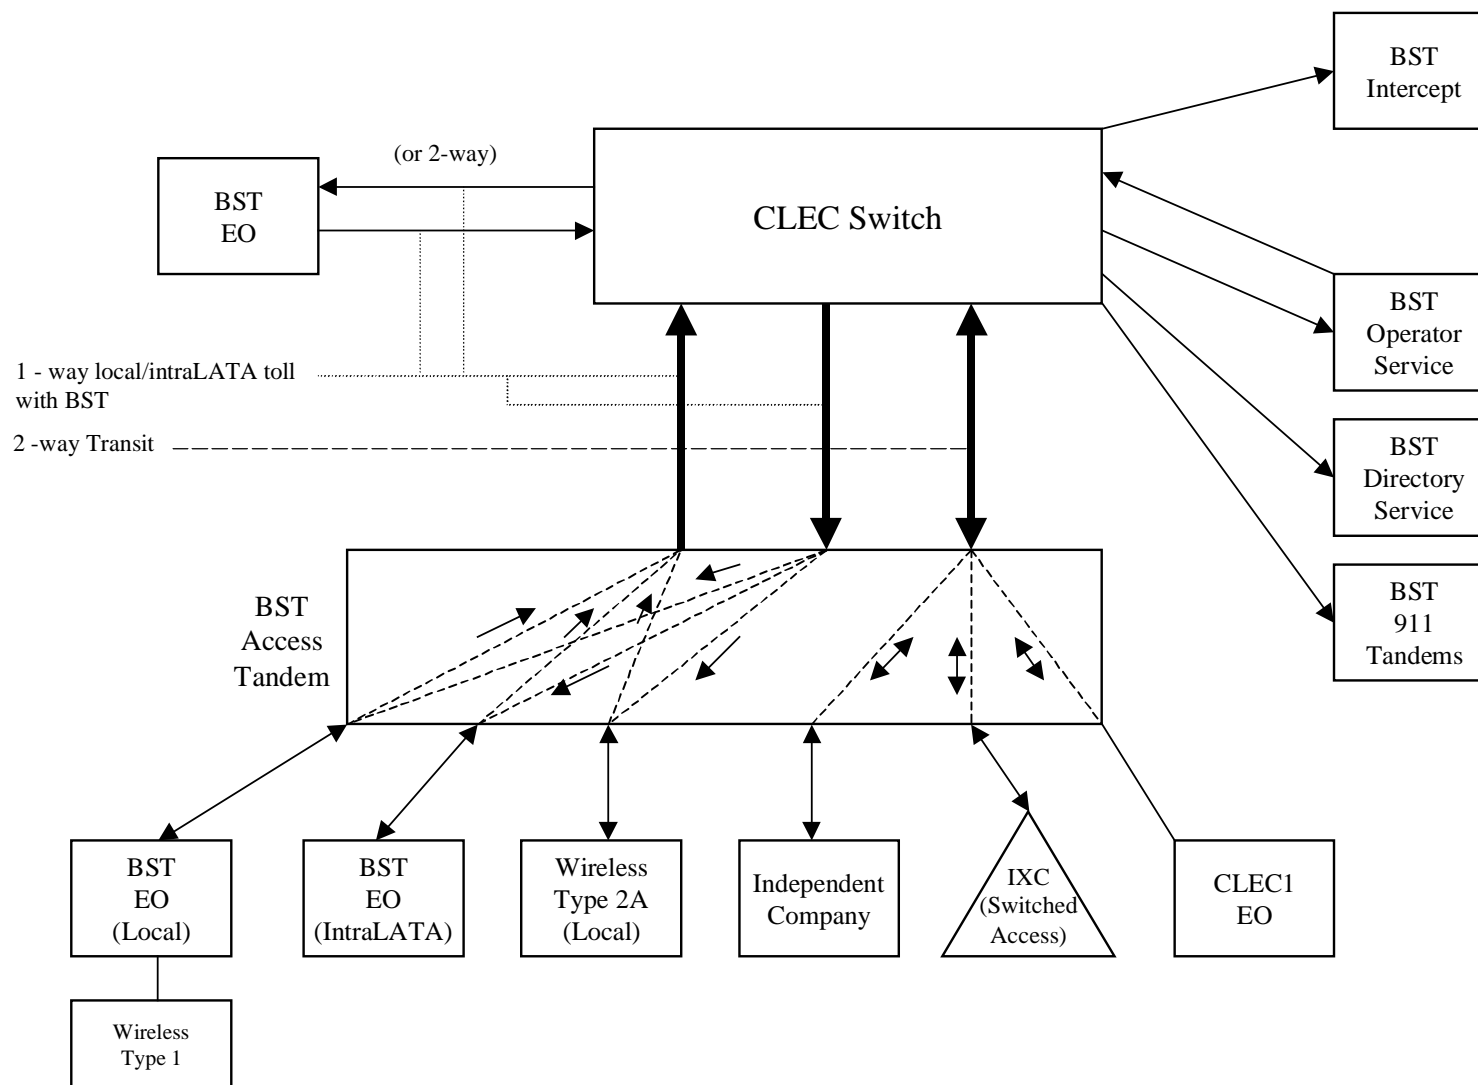 BST
Intercept
(or 2-way)
BST
EO
CLEC Switch
BST
Operator
Service
1 - way local/intraLATA toll
with BST
2 -way Transit
BST
Directory
Service
BST
Access
Tandem
BST
911
Tandems
BST
EO
(Local)
BST
EO
(IntraLATA)
Wireless
Type 2A
(Local)
Independent
Company
IXC
(Switched
Access)
CLEC1
EO
Wireless
Type 1